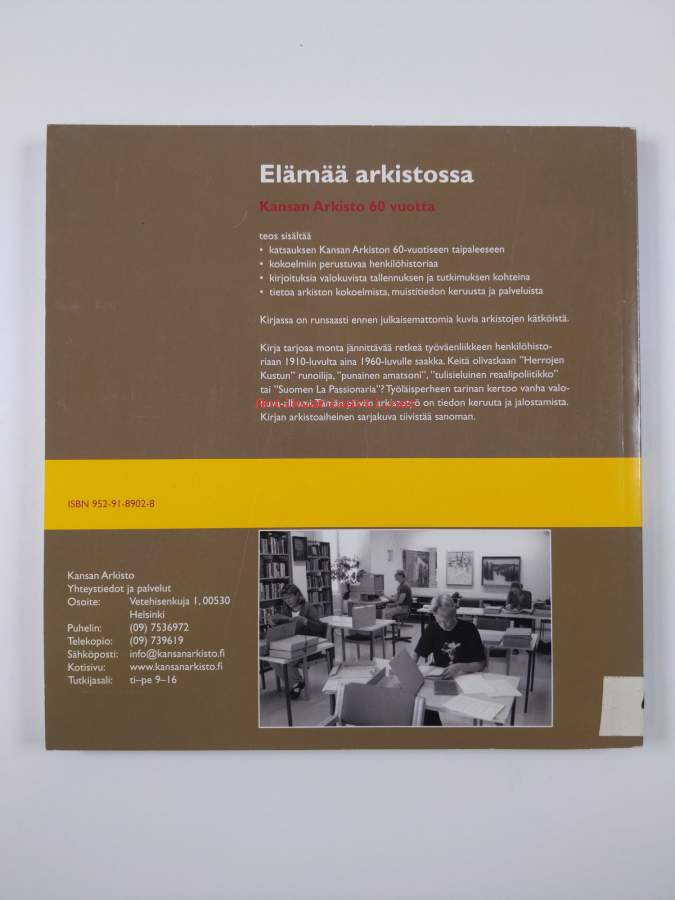 Elämää arkistossa
Kansan Arkisto 60 vuotta
teos sisältää
• katsauksen Kansan Arkiston 60-vuotiseen taipaleeseen
• kokoelmiin perustuvaa henkilöhistoriaa
• kirjoituksia valokuvista tallennuksen ja tutkimuksen kohteina
• tietoa arkiston kokoelmista, muistitiedon keruusta ja palveluista
Kirjassa on runsaasti ennen julkaisemattomia kuvia arkistojen kätköistä.
Kirja tarjoaa monta jännittävää retkeä työväenliikkeen henkilöhisto-
riaan 1910-luvulta aina 1960-luvulle saakka. Keitä olivatkaan "Herrojen
Kustun" runoilija, "punainen amatsoni", "tulisieluinen reaalipoliitikko"
tai "Suomen La Passionaria"? Työläisperheen tarinan kertoo vanha valo-
arkistotyö on tiedon keruuta ja jalostamista.
Kirjan arkistoaiheinen sarjakuva tiivistää sanoman.
ISBN 952-91-8902-8
Kansan Arkisto
Yhteystiedot ja palvelut
Osoite: Vetehisenkuja 1, 00530
Helsinki
Puhelin: (09) 7536972
Telekopio: (09) 739619
Sähköposti: info@kansanarkisto.fi
Kotisivu: www.kansanarkisto.fi
Tutkijasali: ti–pe 9–16